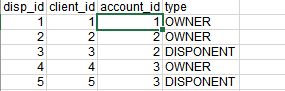 disp_id client_id account_id type
1 1 1 OWNER
2 2 2 OWNER
3 3 2 DISPONENT
4 4 3 OWNER
5 5 3 DISPONENT